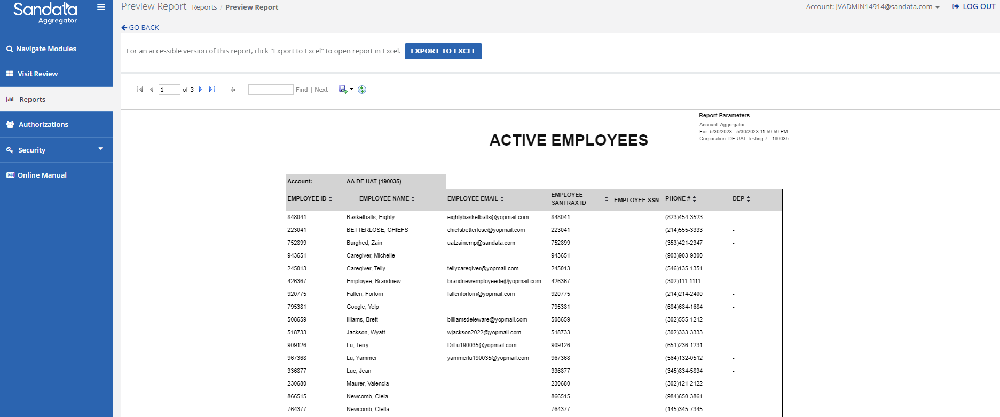 Sandata
Aggregator
Navigate Modules
Visit Review
Reports
Authorizations
Security
Online Manual
Preview Report Reports / Preview Report
Account: JVADMIN14914@sandata.com
LOG OUT
GO BACK
For an accessible version of this report, click "Export to Excel" to open report in Excel. EXPORT TO EXCEL
1 of 3 Find | Next
Report Parameters
Account: Aggregator
For: 5/30/2023 - 5/30/2023 11:59:59 PM
Corporation: DE UAT Testing 7 - 190035
ACTIVE EMPLOYEES
Account: AA DE UAT (190035)
EMPLOYEE ID EMPLOYEE NAME EMPLOYEE EMAIL EMPLOYEE SANTRAX ID EMPLOYEE SSN PHONE # DEP
848041 Basketballs, Eighty eightybasketballs@yopmail.com 848041 (823)454-3523 -
223041 BETTERLOSE, CHIEFS chiefsbetterlose@yopmail.com 223041 (214)555-3333 -
752899 Burghed, Zain uatzainemp@sandata.com 752899 (353)421-2347 -
943651 Caregiver, Michelle 943651 (903)903-9300 -
245013 Caregiver, Telly tellycaregiver@yopmail.com 245013 (546)135-1351 -
426367 Employee, Brandnew brandnewemployeede@yopmail.com 426367 (302)111-1111 -
920775 Fallen, Forlorn fallenforlorn@yopmail.com 920775 (214)214-2400 -
795381 Google, Yelp 795381 (684)684-1684 -
508659 Illiams, Brett billiamsdeleware@yopmail.com 508659 (302)555-1212 -
518733 Jackson, Wyatt wjackson2022@yopmail.com 518733 (302)333-3333 -
909126 Lu, Terry DrLu190035@yopmail.com 909126 (651)236-1231 -
967368 Lu, Yammer yammerlu190035@yopmail.com 967368 (564)132-0512 -
336877 Luc, Jean 336877 (345)834-5834 -
230680 Maurer, Valencia 230680 (302)121-2122 -
866515 Newcomb, Clela 866515 (984)650-3861 -
764377 Newcomb, Clella 764377 (145)345-7345 -